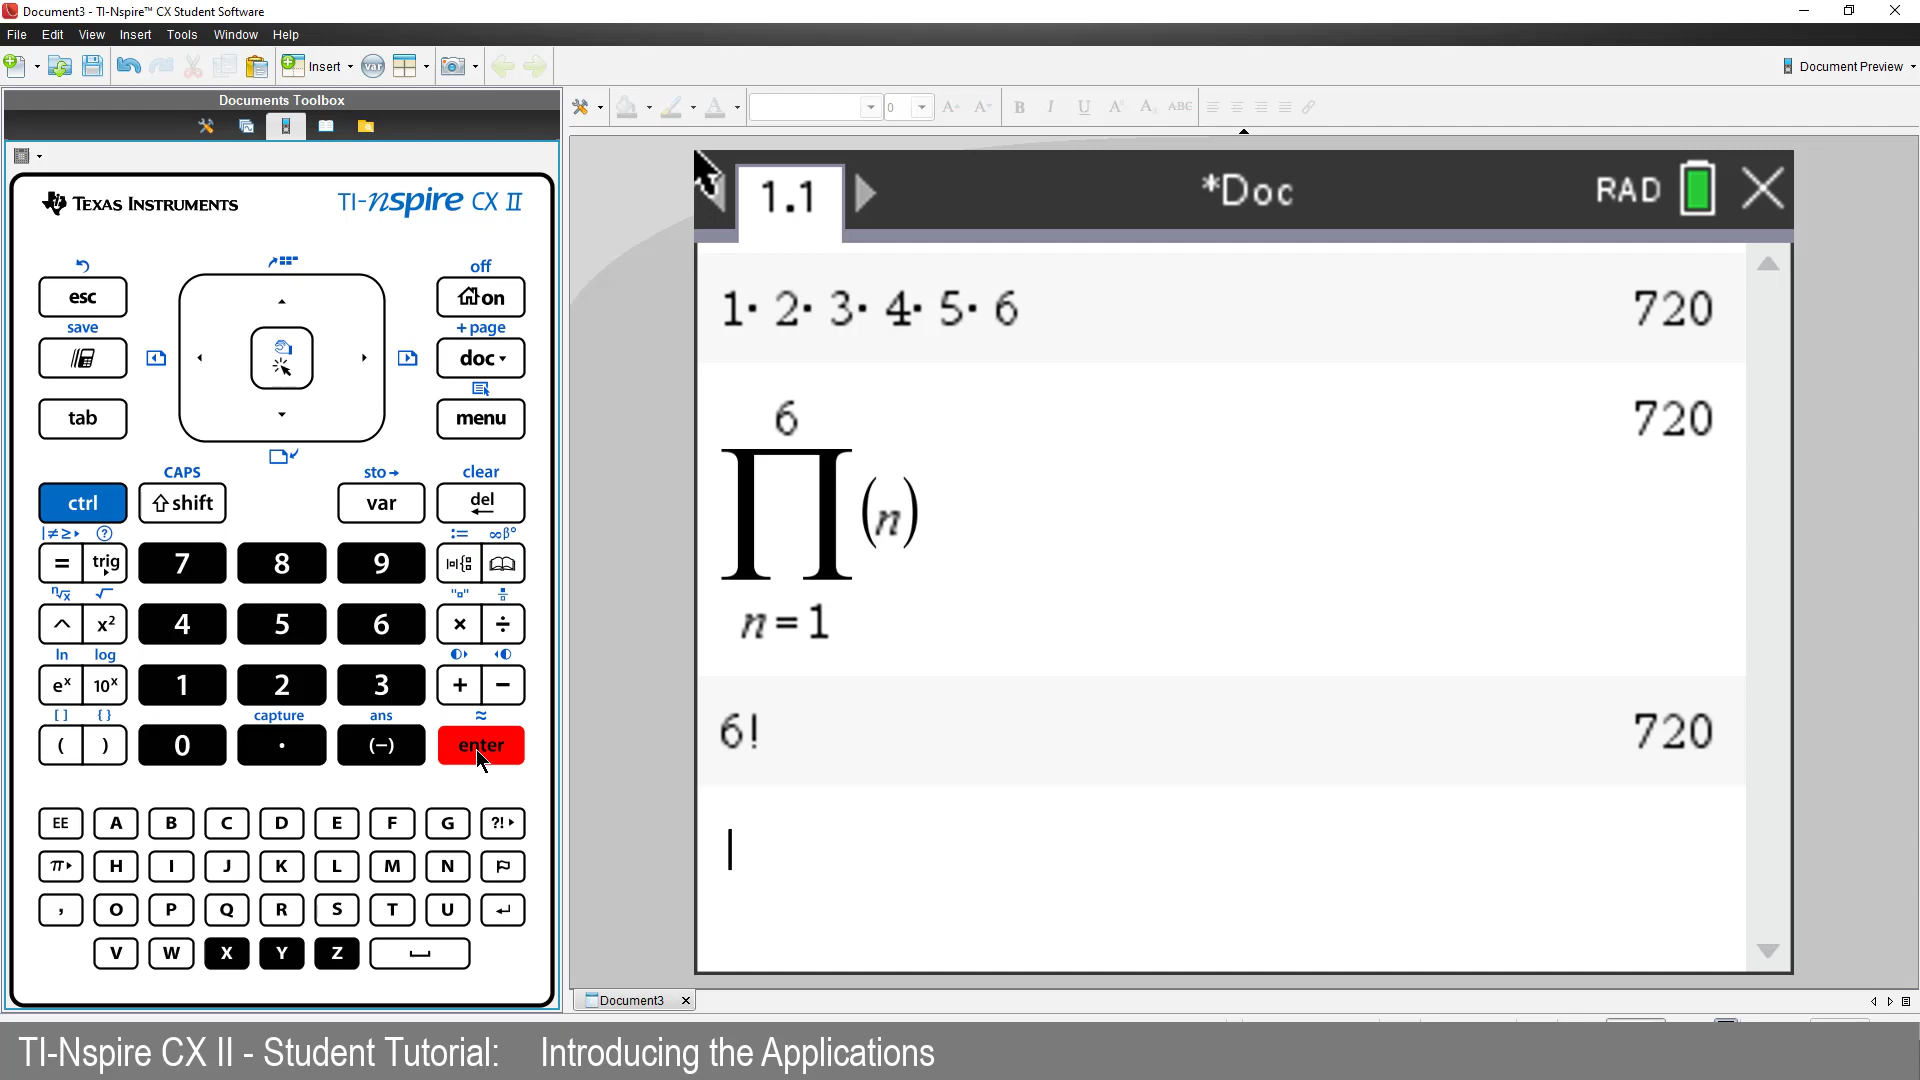 Document3 - TI-Nspire™ CX Student Software
File Edit View Insert Tools Window Help
Insert var Document Preview
Documents Toolbox
0 B I U A A ABC
TEXAS INSTRUMENTS TI-nspire CX II
1.1 *Doc RAD
off
esc on
save + page
doc
tab menu
CAPS sto→ clear
ctrl ⇧shift var del
|≠≥▸ ? := ∞β°
= trig 7 8 9
ⁿ√x √ "▫"
^ x² 4 5 6 × ÷
ln log
eˣ 10ˣ 1 2 3 + −
[ ] { } capture ans ≈
( ) 0 . (−) enter
EE A B C D E F G ?!▸
π▸ H I J K L M N
, O P Q R S T U ↵
V W X Y Z
1· 2· 3· 4· 5· 6 720
6 720
∏ (n)
n=1
6! 720
Document3
TI-Nspire CX II - Student Tutorial: Introducing the Applications